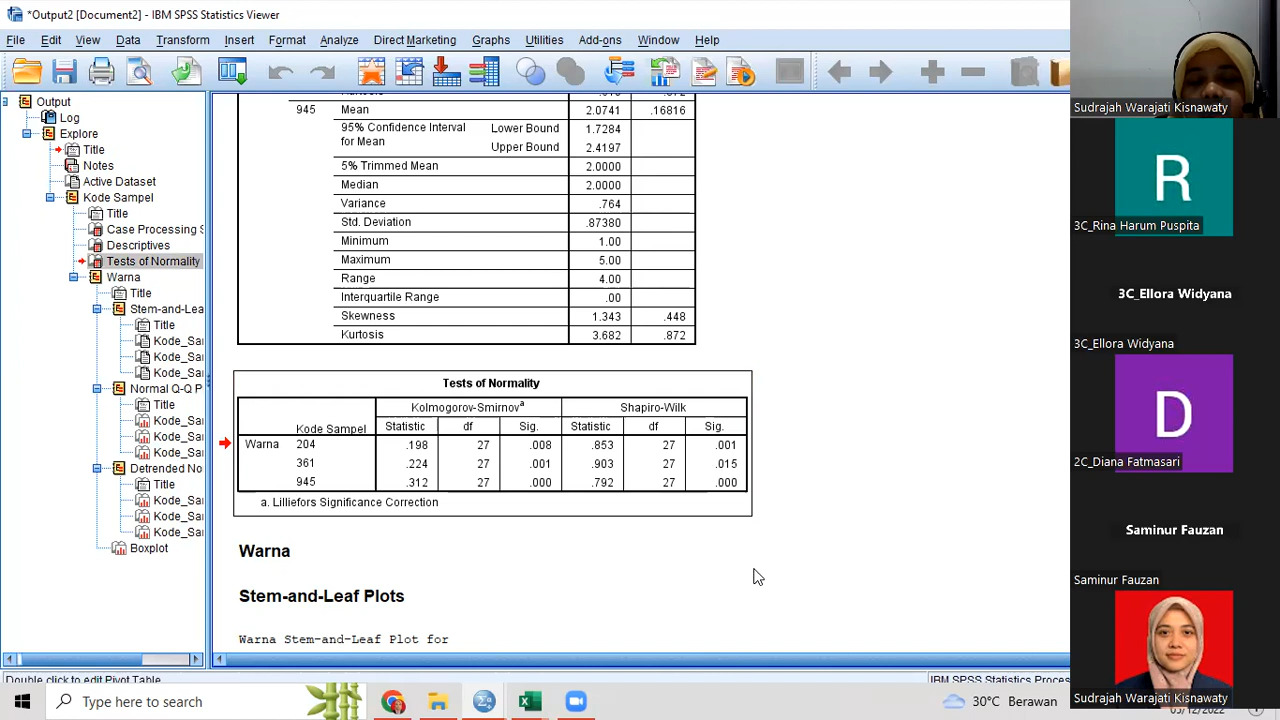 *Output2 [Document2] - IBM SPSS Statistics Viewer
File Edit View Data Transform Insert Format Analyze Direct Marketing Graphs Utilities Add-ons Window Help
Output
Log
Explore
Title
Notes
Active Dataset
Kode Sampel
Title
Case Processing S
Descriptives
Tests of Normality
Warna
Title
Stem-and-Lea
Title
Kode_Sa
Kode_Sa
Kode_Sa
Normal Q-Q P
Title
Kode_Sa
Kode_Sa
Kode_Sa
Detrended No
Title
Kode_Sa
Kode_Sa
Kode_Sa
Boxplot
945 Mean 2.0741 .16816
95% Confidence Interval Lower Bound 1.7284
for Mean Upper Bound 2.4197
5% Trimmed Mean 2.0000
Median 2.0000
Variance .764
Std. Deviation .87380
Minimum 1.00
Maximum 5.00
Range 4.00
Interquartile Range .00
Skewness 1.343 .448
Kurtosis 3.682 .872
Tests of Normality
Kolmogorov-Smirnovª Shapiro-Wilk
Kode Sampel Statistic df Sig. Statistic df Sig.
Warna 204 .198 27 .008 .853 27 .001
361 .224 27 .001 .903 27 .015
945 .312 27 .000 .792 27 .000
a. Lilliefors Significance Correction
Warna
Stem-and-Leaf Plots
Warna Stem-and-Leaf Plot for
Double click to edit Pivot Table
IBM SPSS Statistics Proces
Type here to search
30°C Berawan
Sudrajah Warajati Kisnawaty
R
3C_Rina Harum Puspita
3C_Ellora Widyana
3C_Ellora Widyana
D
2C_Diana Fatmasari
Saminur Fauzan
Saminur Fauzan
Sudrajah Warajati Kisnawaty